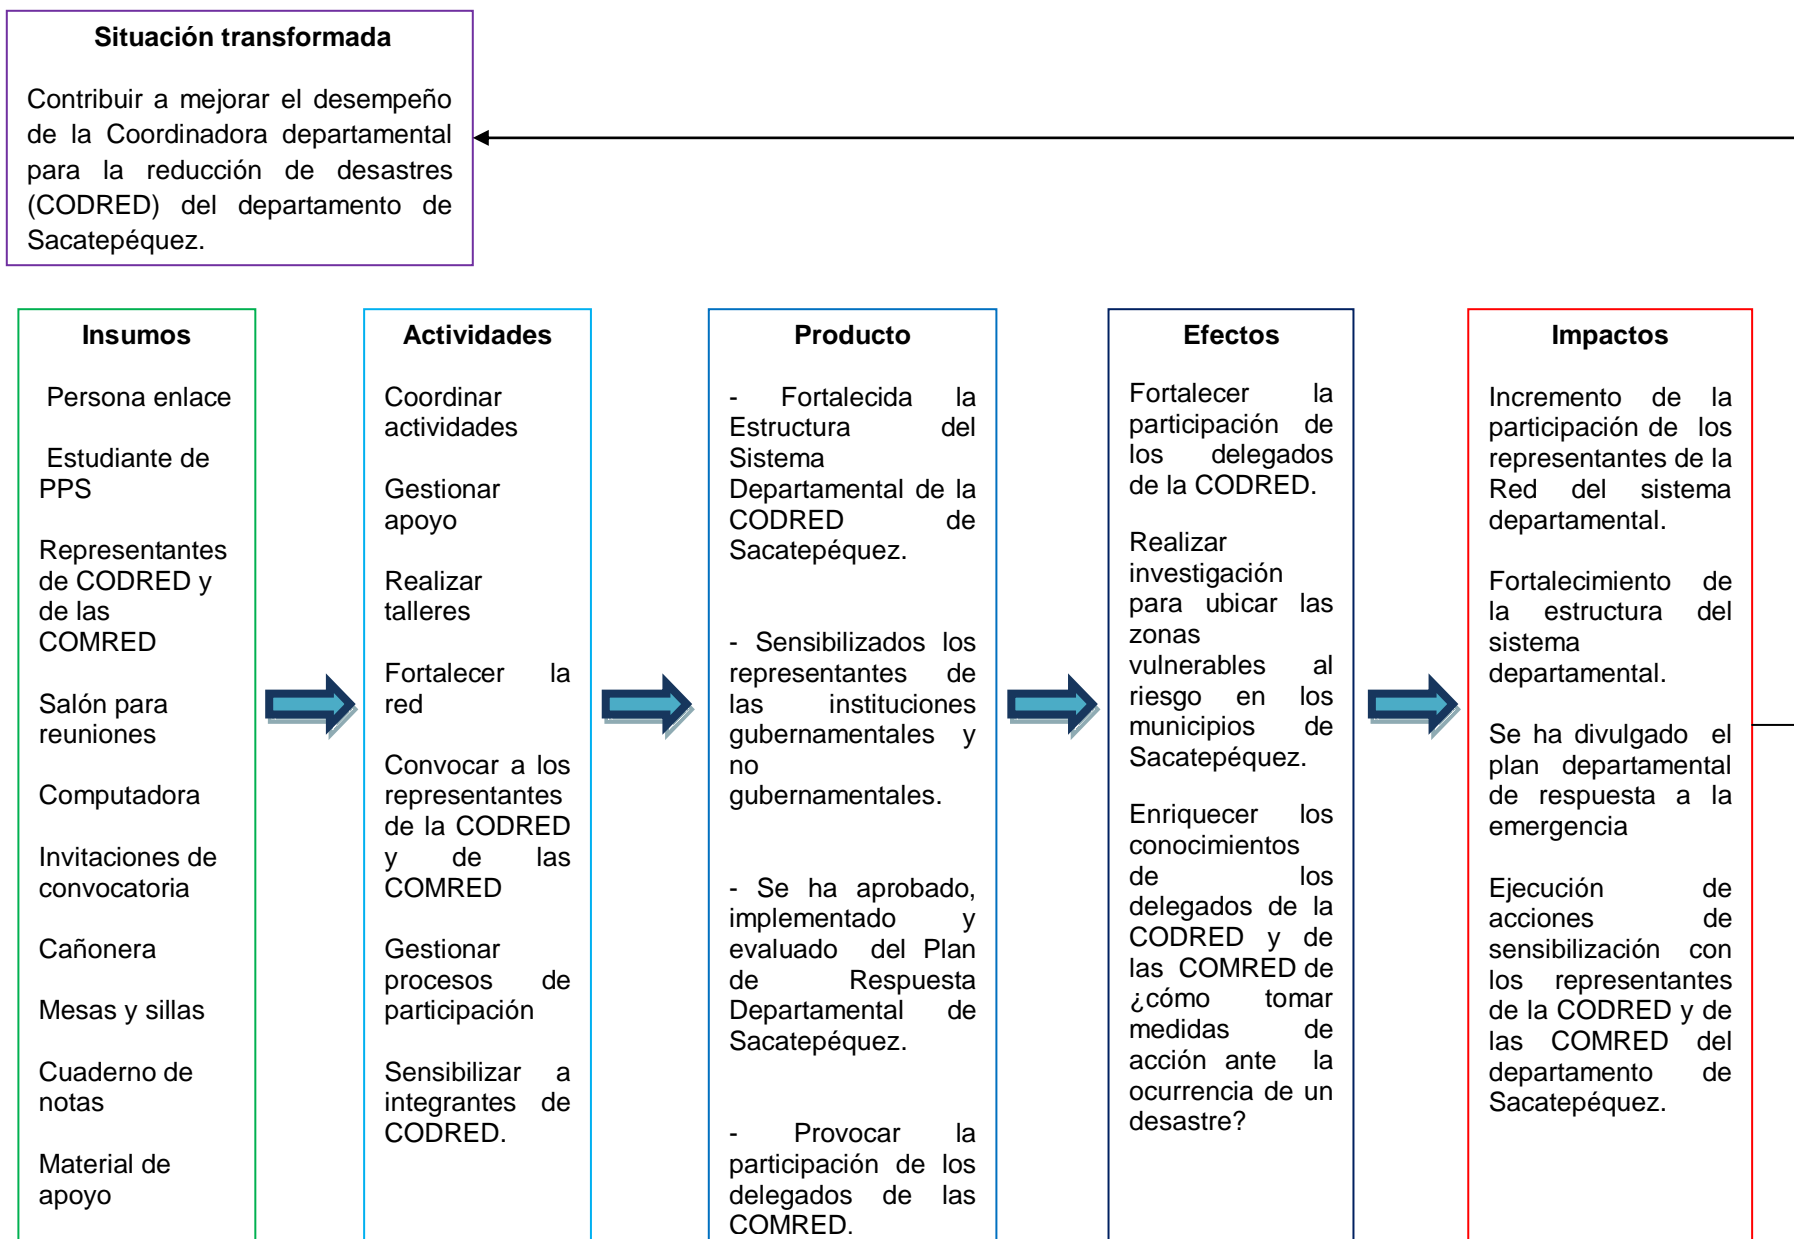 Situación transformada
Contribuir a mejorar el desempeño
de la Coordinadora departamental
para la reducción de desastres
(CODRED) del departamento de
Sacatepéquez.
Insumos
Persona enlace
Estudiante de
PPS
Representantes
de CODRED y
de las
COMRED
Salón para
reuniones
Computadora
Invitaciones de
convocatoria
Cañonera
Mesas y sillas
Cuaderno de
notas
Material de
apoyo
Actividades
Coordinar
actividades
Gestionar
apoyo
Realizar
talleres
Fortalecer la
red
Convocar a los
representantes
de la CODRED
y de las
COMRED
Gestionar
procesos de
participación
Sensibilizar a
integrantes de
CODRED.
Producto
- Fortalecida la
Estructura del
Sistema
Departamental de la
CODRED de
Sacatepéquez.
- Sensibilizados los
representantes de
las instituciones
gubernamentales y
no
gubernamentales.
- Se ha aprobado,
implementado y
evaluado del Plan
de Respuesta
Departamental de
Sacatepéquez.
- Provocar la
participación de los
delegados de las
COMRED.
Efectos
Fortalecer la
participación de
los delegados
de la CODRED.
Realizar
investigación
para ubicar las
zonas
vulnerables al
riesgo en los
municipios de
Sacatepéquez.
Enriquecer los
conocimientos
de los
delegados de la
CODRED y de
las COMRED de
¿cómo tomar
medidas de
acción ante la
ocurrencia de un
desastre?
Impactos
Incremento de la
participación de los
representantes de la
Red del sistema
departamental.
Fortalecimiento de
la estructura del
sistema
departamental.
Se ha divulgado el
plan departamental
de respuesta a la
emergencia
Ejecución de
acciones de
sensibilización con
los representantes
de la CODRED y de
las COMRED del
departamento de
Sacatepéquez.